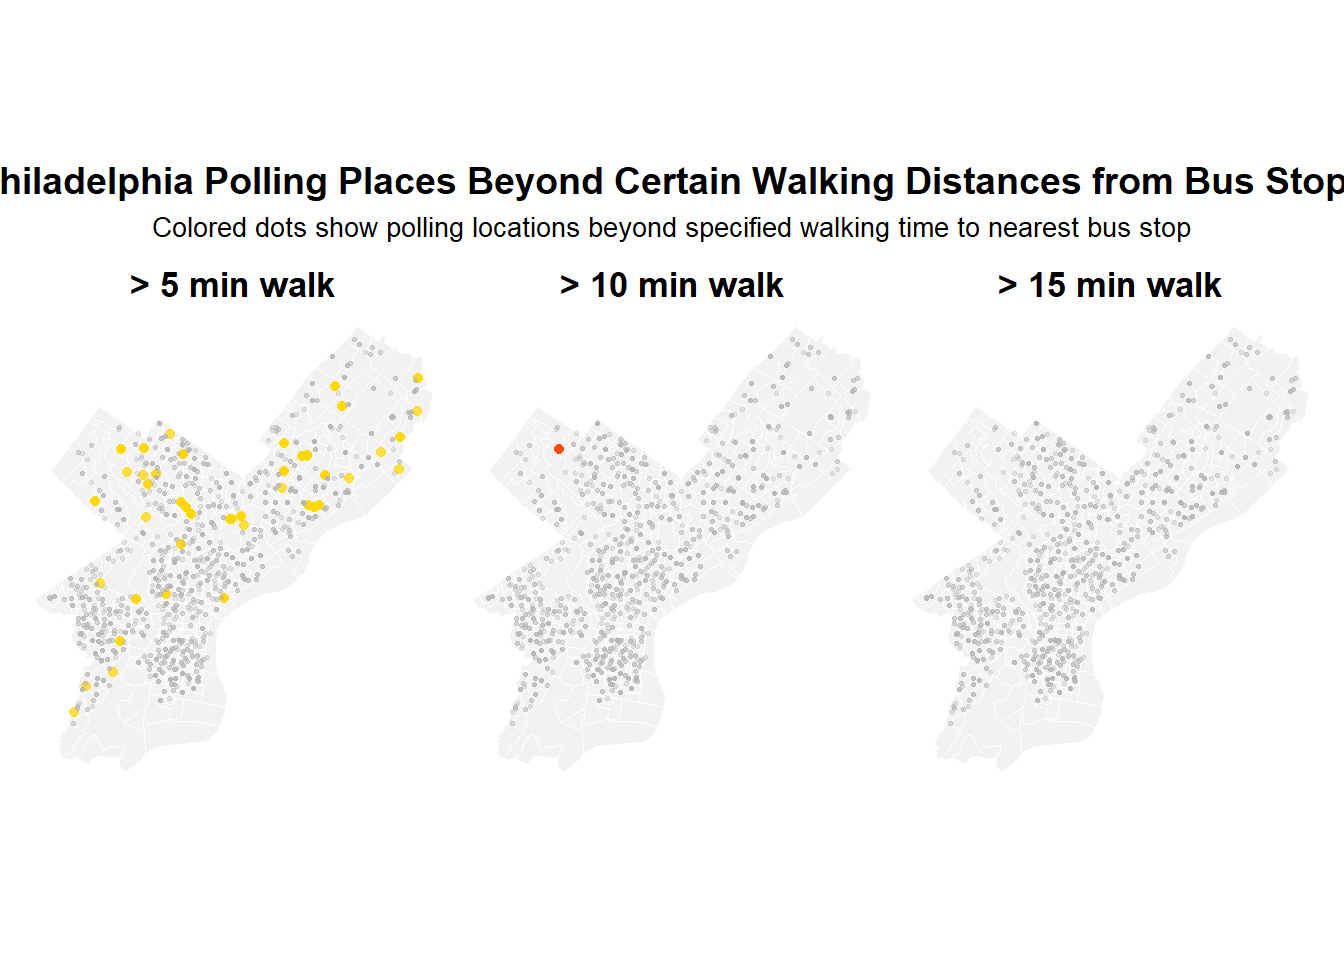 hiladelphia Polling Places Beyond Certain Walking Distances from Bus Stop
Colored dots show polling locations beyond specified walking time to nearest bus stop
> 5 min walk
> 10 min walk
> 15 min walk